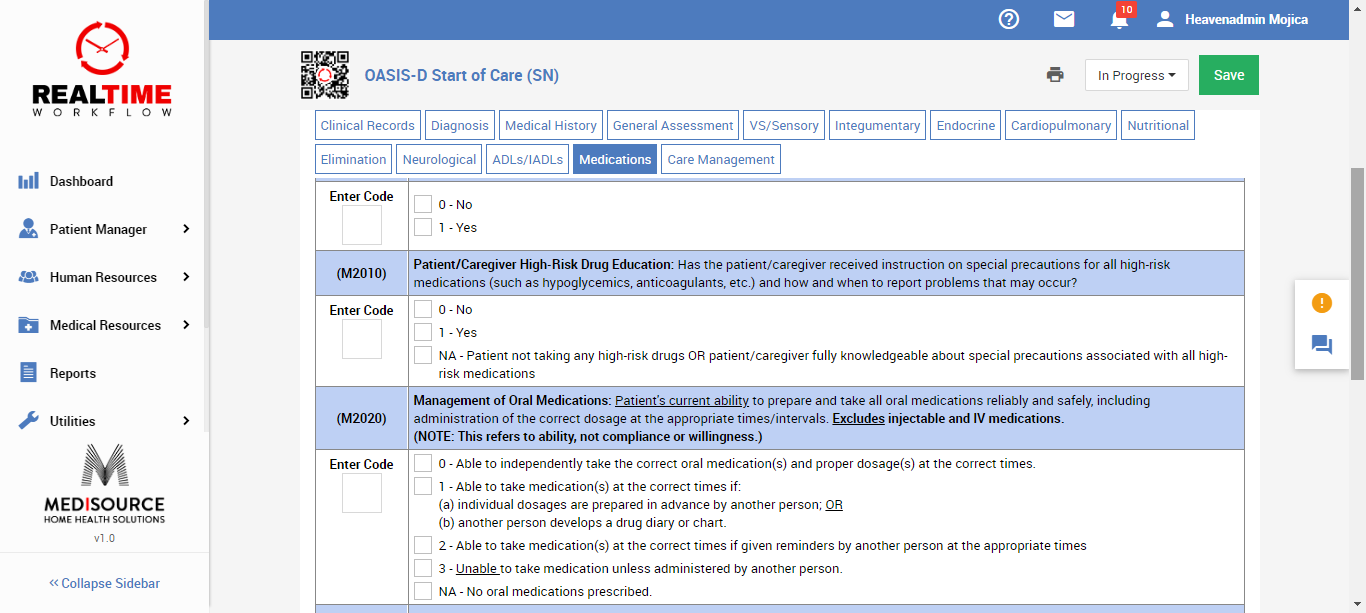 10
Heavenadmin Mojica
REALTIME
WORKFLOW
OASIS-D Start of Care (SN)
In Progress
Save
Clinical Records
Diagnosis
Medical History
General Assessment
VS/Sensory
Integumentary
Endocrine
Cardiopulmonary
Nutritional
Elimination
Neurological
ADLs/IADLs
Medications
Care Management
Dashboard
Patient Manager
Human Resources
Medical Resources
Reports
Utilities
MEDISOURCE
HOME HEALTH SOLUTIONS
v1.0
<< Collapse Sidebar
Enter Code
0 - No
1 - Yes
(M2010)
Patient/Caregiver High-Risk Drug Education: Has the patient/caregiver received instruction on special precautions for all high-risk
medications (such as hypoglycemics, anticoagulants, etc.) and how and when to report problems that may occur?
Enter Code
0 - No
1 - Yes
NA - Patient not taking any high-risk drugs OR patient/caregiver fully knowledgeable about special precautions associated with all high-
risk medications
(M2020)
Management of Oral Medications: Patient's current ability to prepare and take all oral medications reliably and safely, including
administration of the correct dosage at the appropriate times/intervals. Excludes injectable and IV medications.
(NOTE: This refers to ability, not compliance or willingness.)
Enter Code
0 - Able to independently take the correct oral medication(s) and proper dosage(s) at the correct times.
1 - Able to take medication(s) at the correct times if:
(a) individual dosages are prepared in advance by another person; OR
(b) another person develops a drug diary or chart.
2 - Able to take medication(s) at the correct times if given reminders by another person at the appropriate times
3 - Unable to take medication unless administered by another person.
NA - No oral medications prescribed.